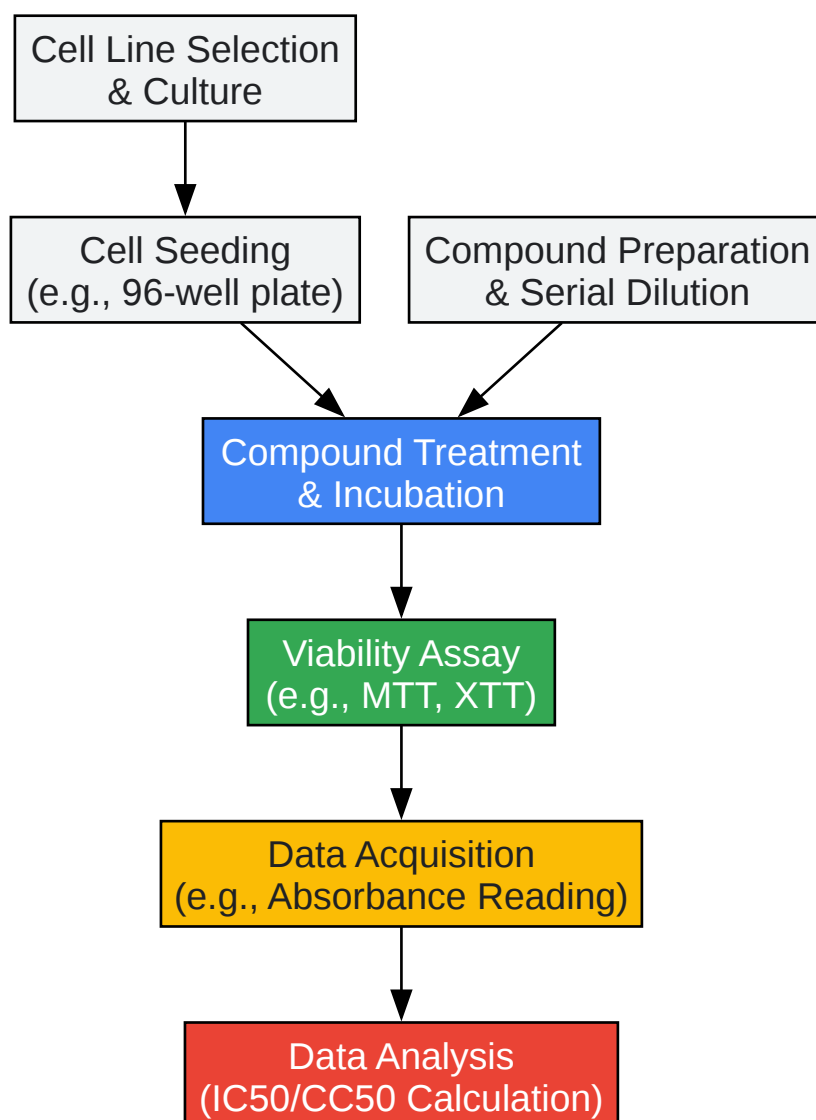 Cell Line Selection
& Culture
Cell Seeding
(e.g., 96-well plate)
Compound Preparation
& Serial Dilution
Compound Treatment
& Incubation
Viability Assay
(e.g., MTT, XTT)
Data Acquisition
(e.g., Absorbance Reading)
Data Analysis
(IC50/CC50 Calculation)